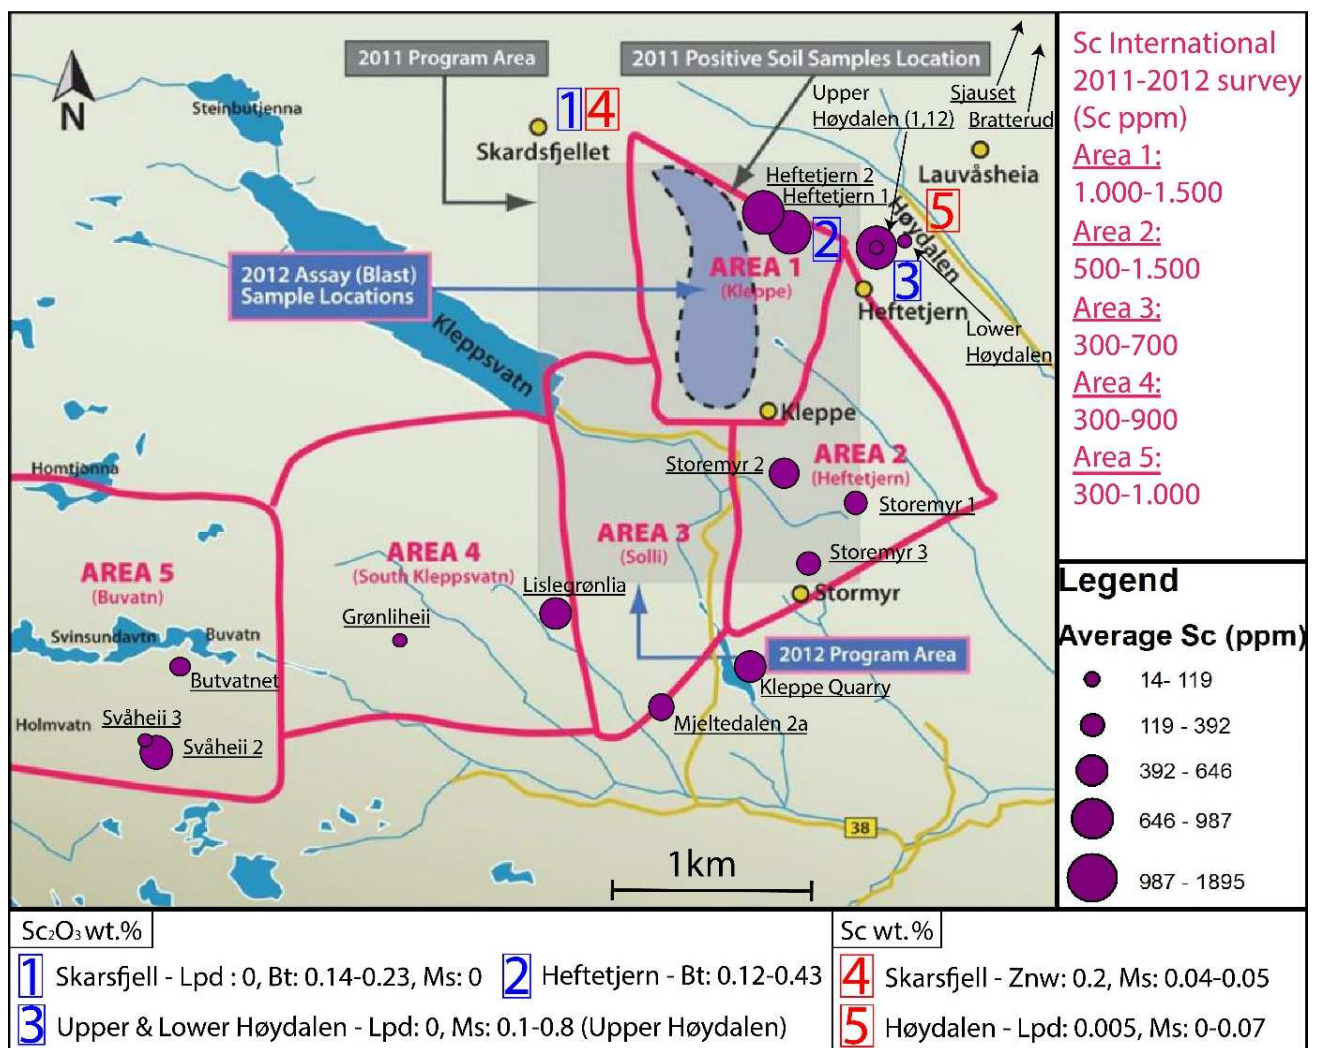 2011 Program Area
2011 Positive Soil Samples Location
Steinbutjenna
N
1 4
Skardsfjellet
Upper
Høydalen (1,12)
Sjauset
Bratterud
Lauvåsheia
Heftetjern 2
Heftetjern 1
5
Høydalen
2
3
2012 Assay (Blast)
Sample Locations
AREA 1
(Kleppe)
Heftetjern
Lower
Høydalen
Kleppsvatn
Kleppe
Homtjønna
Storemyr 2
AREA 2
(Heftetjern)
Storemyr 1
AREA 3
(Solli)
AREA 4
(South Kleppsvatn)
Storemyr 3
Stormyr
AREA 5
(Buvatn)
Lislegrønlia
Grønliheii
Svinsundavtn
Buvatn
2012 Program Area
Butvatnet
Kleppe Quarry
Holmvatn
Svåheii 3
Svåheii 2
Mjeltedalen 2a
38
1km
Sc International
2011-2012 survey
(Sc ppm)
Area 1:
1.000-1.500
Area 2:
500-1.500
Area 3:
300-700
Area 4:
300-900
Area 5:
300-1.000
Legend
Average Sc (ppm)
14- 119
119 - 392
392 - 646
646 - 987
987 - 1895
Sc₂O₃ wt.%
1 Skarsfjell - Lpd : 0, Bt: 0.14-0.23, Ms: 0
2 Heftetjern - Bt: 0.12-0.43
3 Upper & Lower Høydalen - Lpd: 0, Ms: 0.1-0.8 (Upper Høydalen)
Sc wt.%
4 Skarsfjell - Znw: 0.2, Ms: 0.04-0.05
5 Høydalen - Lpd: 0.005, Ms: 0-0.07